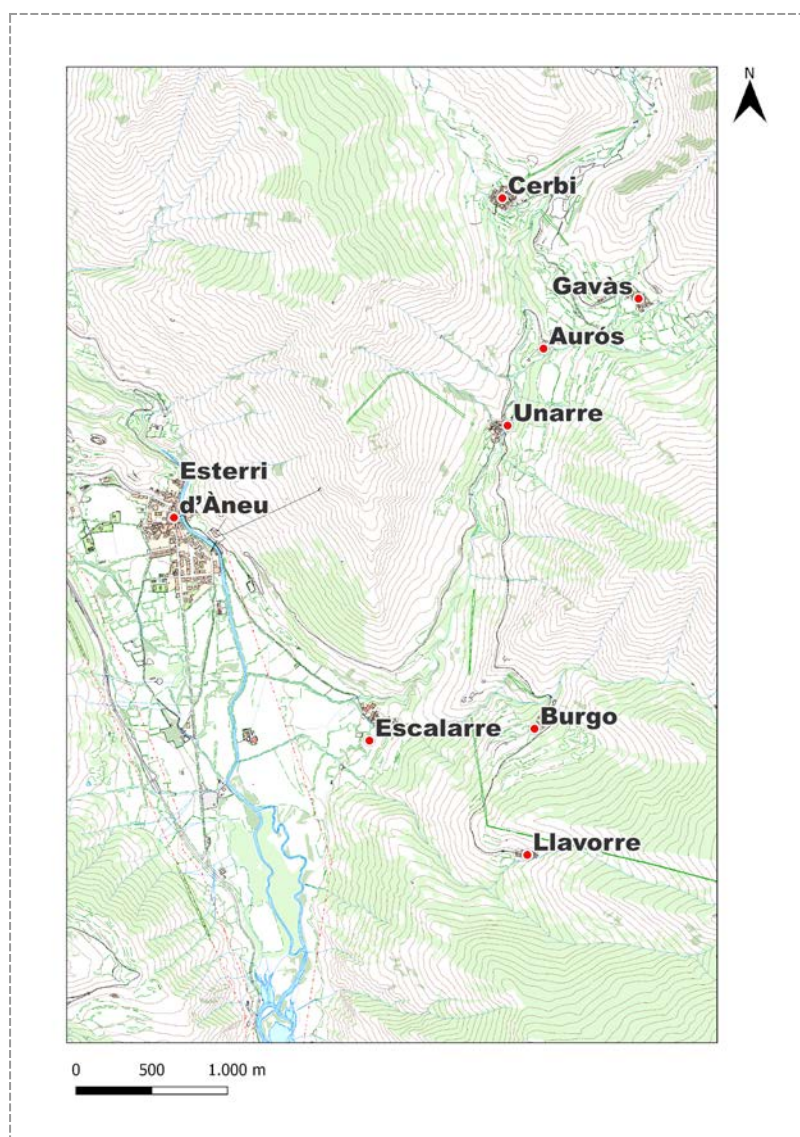 N
Cerbi
Gavàs
Aurós
Unarre
Esterri
d'Àneu
Burgo
Escalarre
Llavorre
0 500 1.000 m